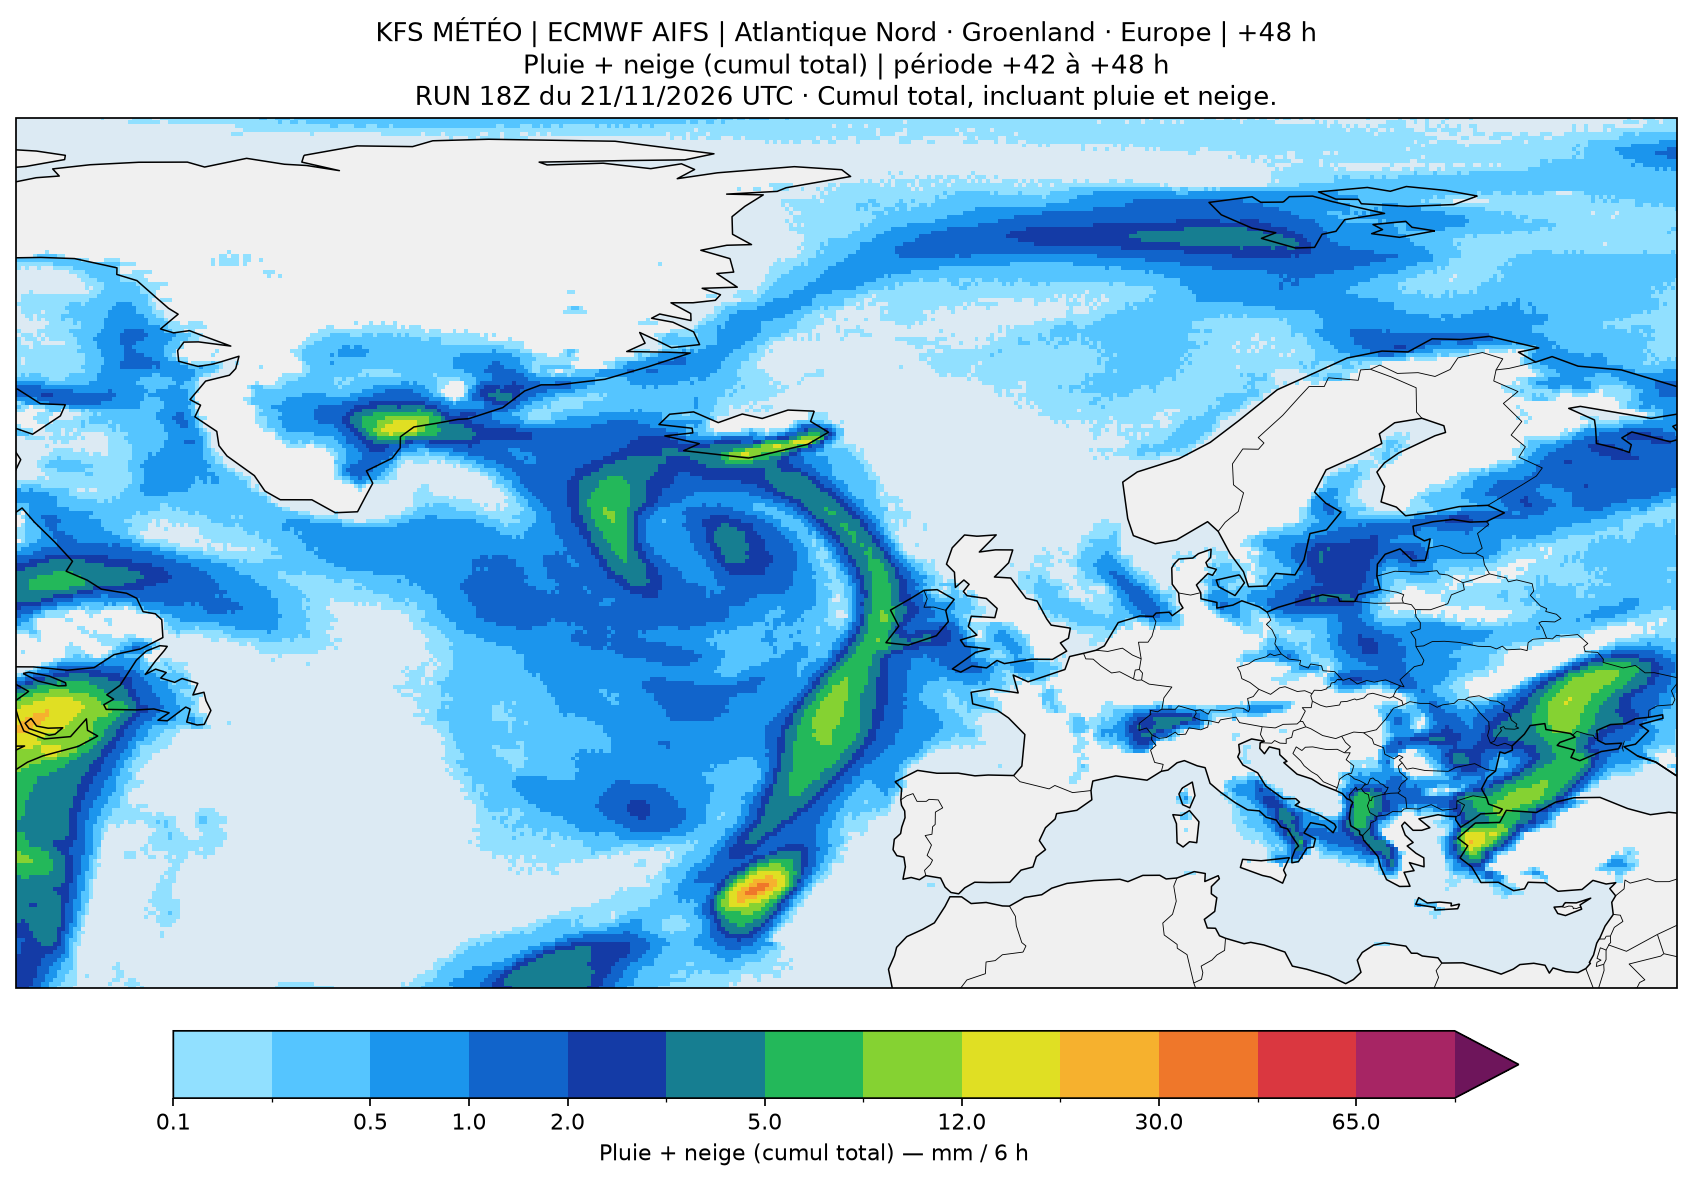 KFS MÉTÉO | ECMWF AIFS | Atlantique Nord · Groenland · Europe | +48 h
Pluie + neige (cumul total) | période +42 à +48 h
RUN 18Z du 21/11/2026 UTC · Cumul total, incluant pluie et neige.
0.1 0.5 1.0 2.0 5.0 12.0 30.0 65.0
Pluie + neige (cumul total) — mm / 6 h